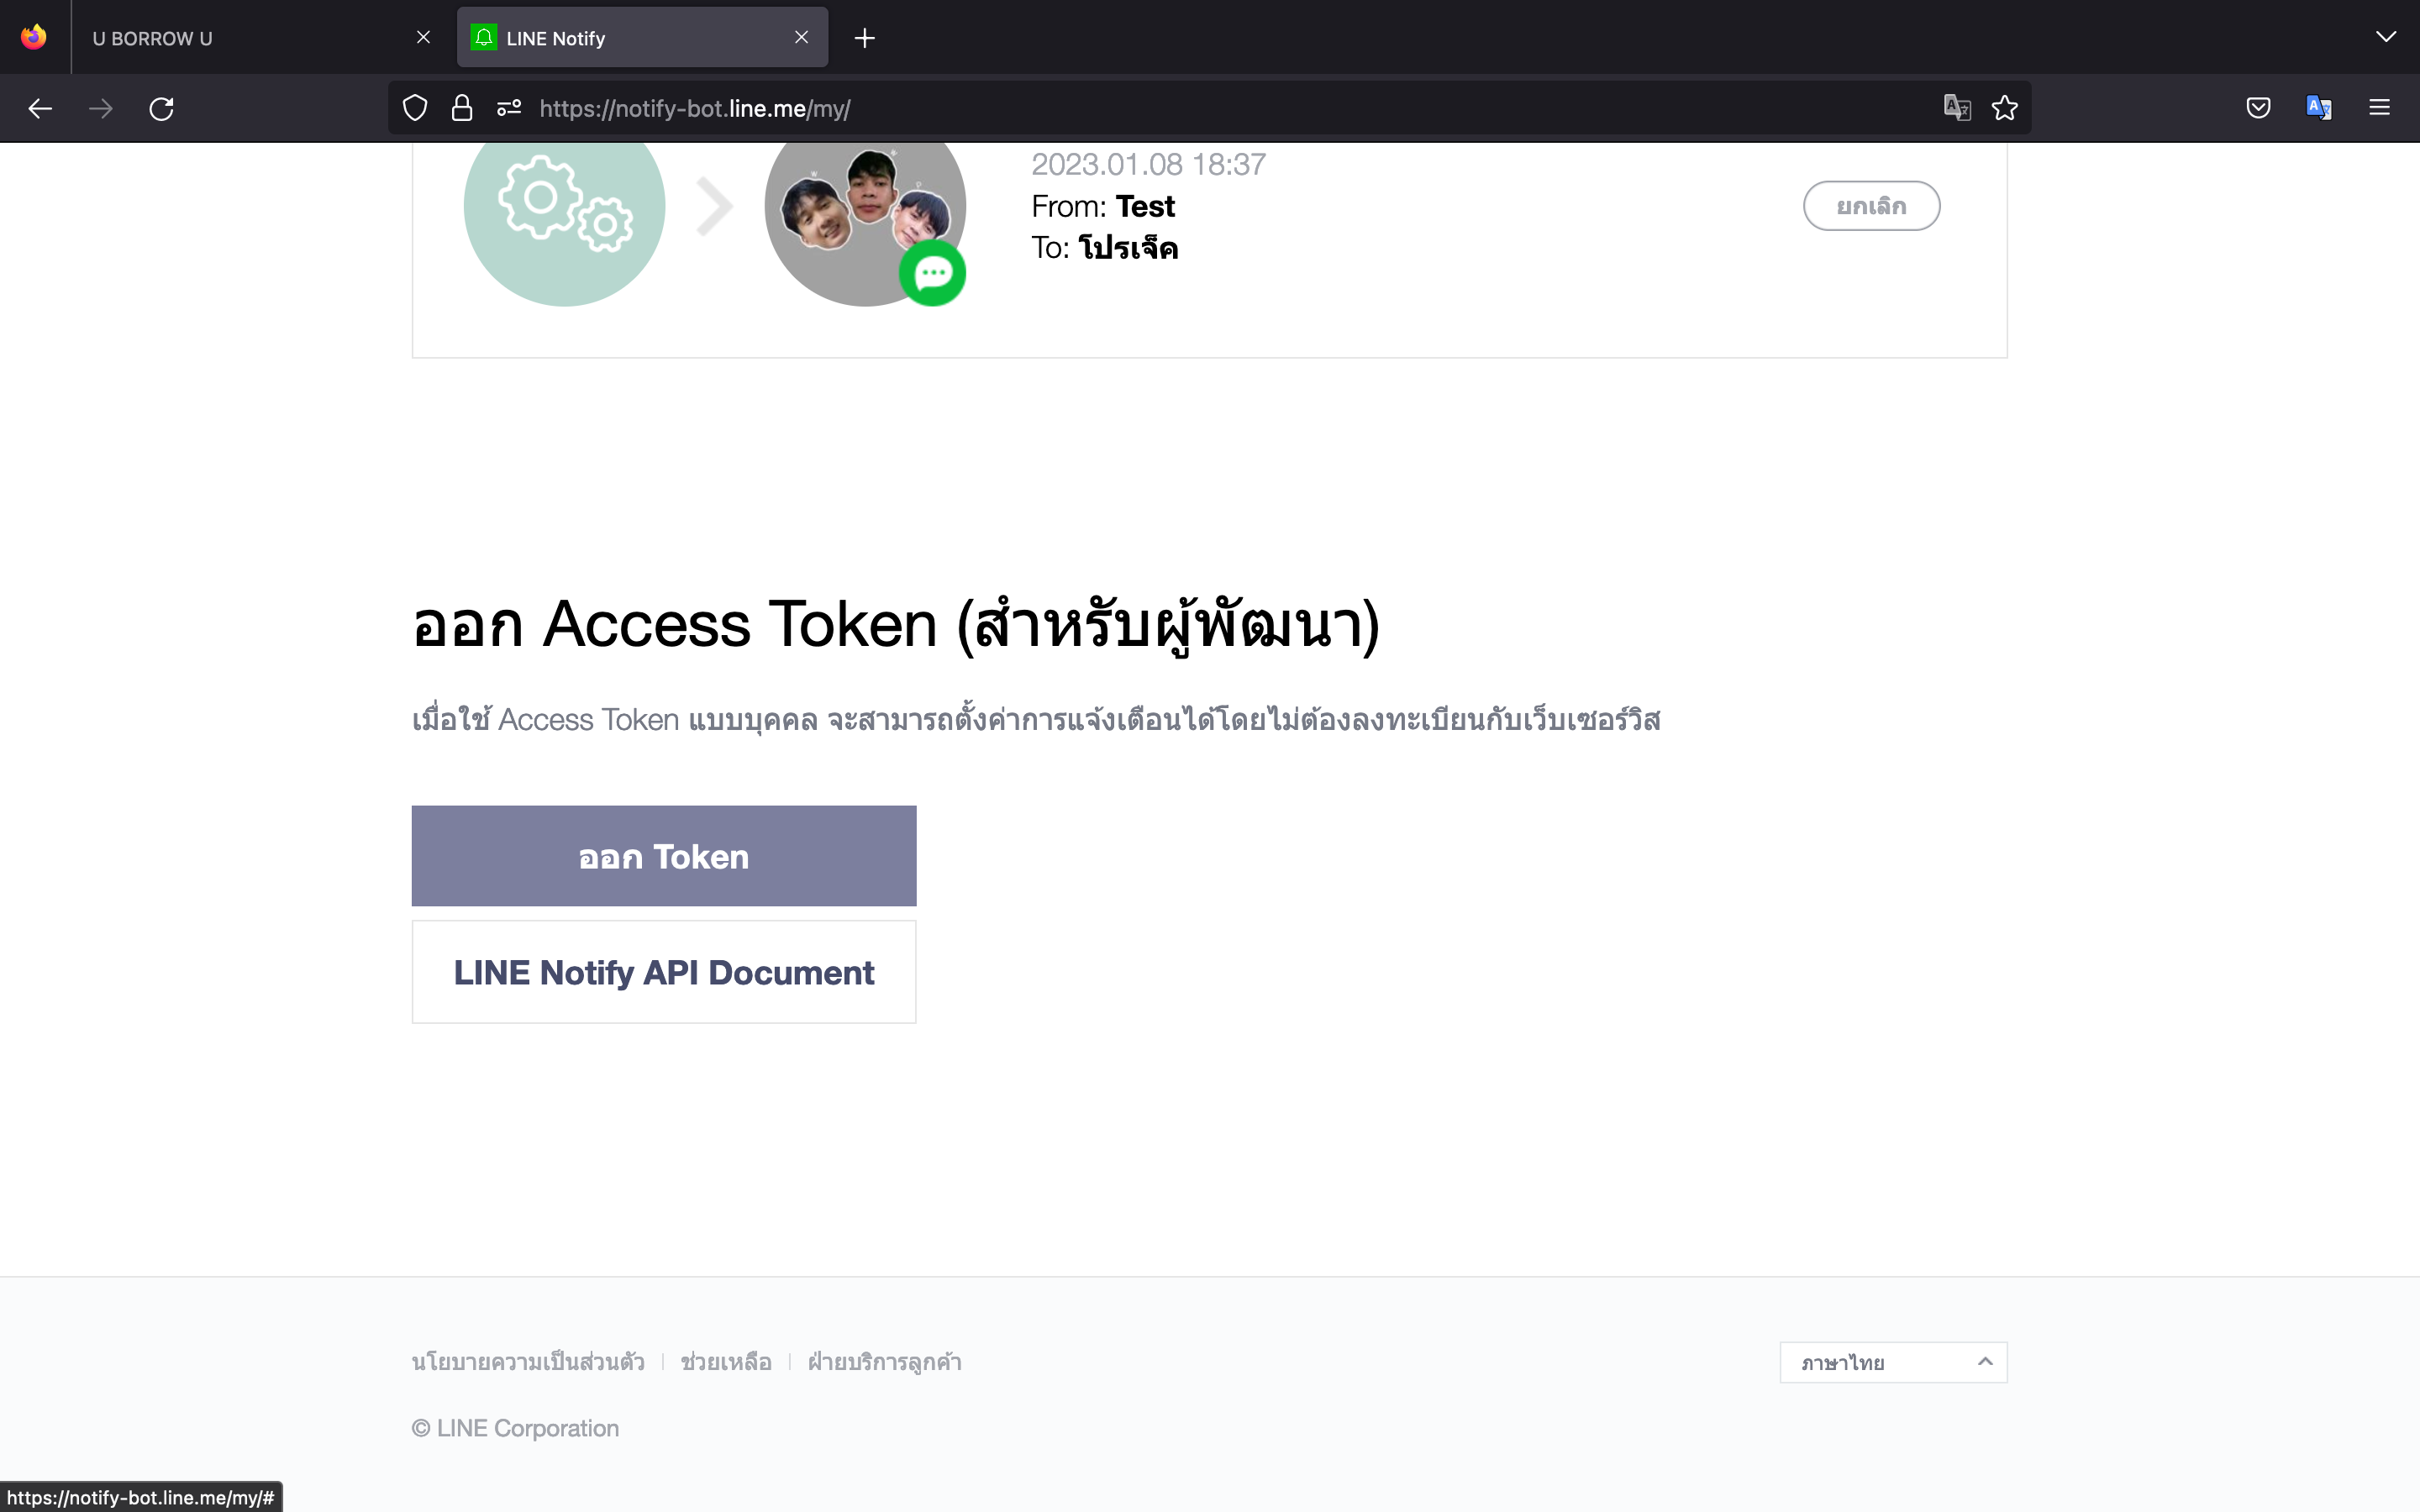 U BORROW U
LINE Notify
https://notify-bot.line.me/my/
2023.01.08 18:37
From: Test
To: โปรเจ็ค
ยกเลิก
ออก Access Token (สำหรับผู้พัฒนา)
เมื่อใช้ Access Token แบบบุคคล จะสามารถตั้งค่าการแจ้งเตือนได้โดยไม่ต้องลงทะเบียนกับเว็บเซอร์วิส
ออก Token
LINE Notify API Document
นโยบายความเป็นส่วนตัว | ช่วยเหลือ | ฝ่ายบริการลูกค้า
ภาษาไทย
© LINE Corporation
https://notify-bot.line.me/my/#